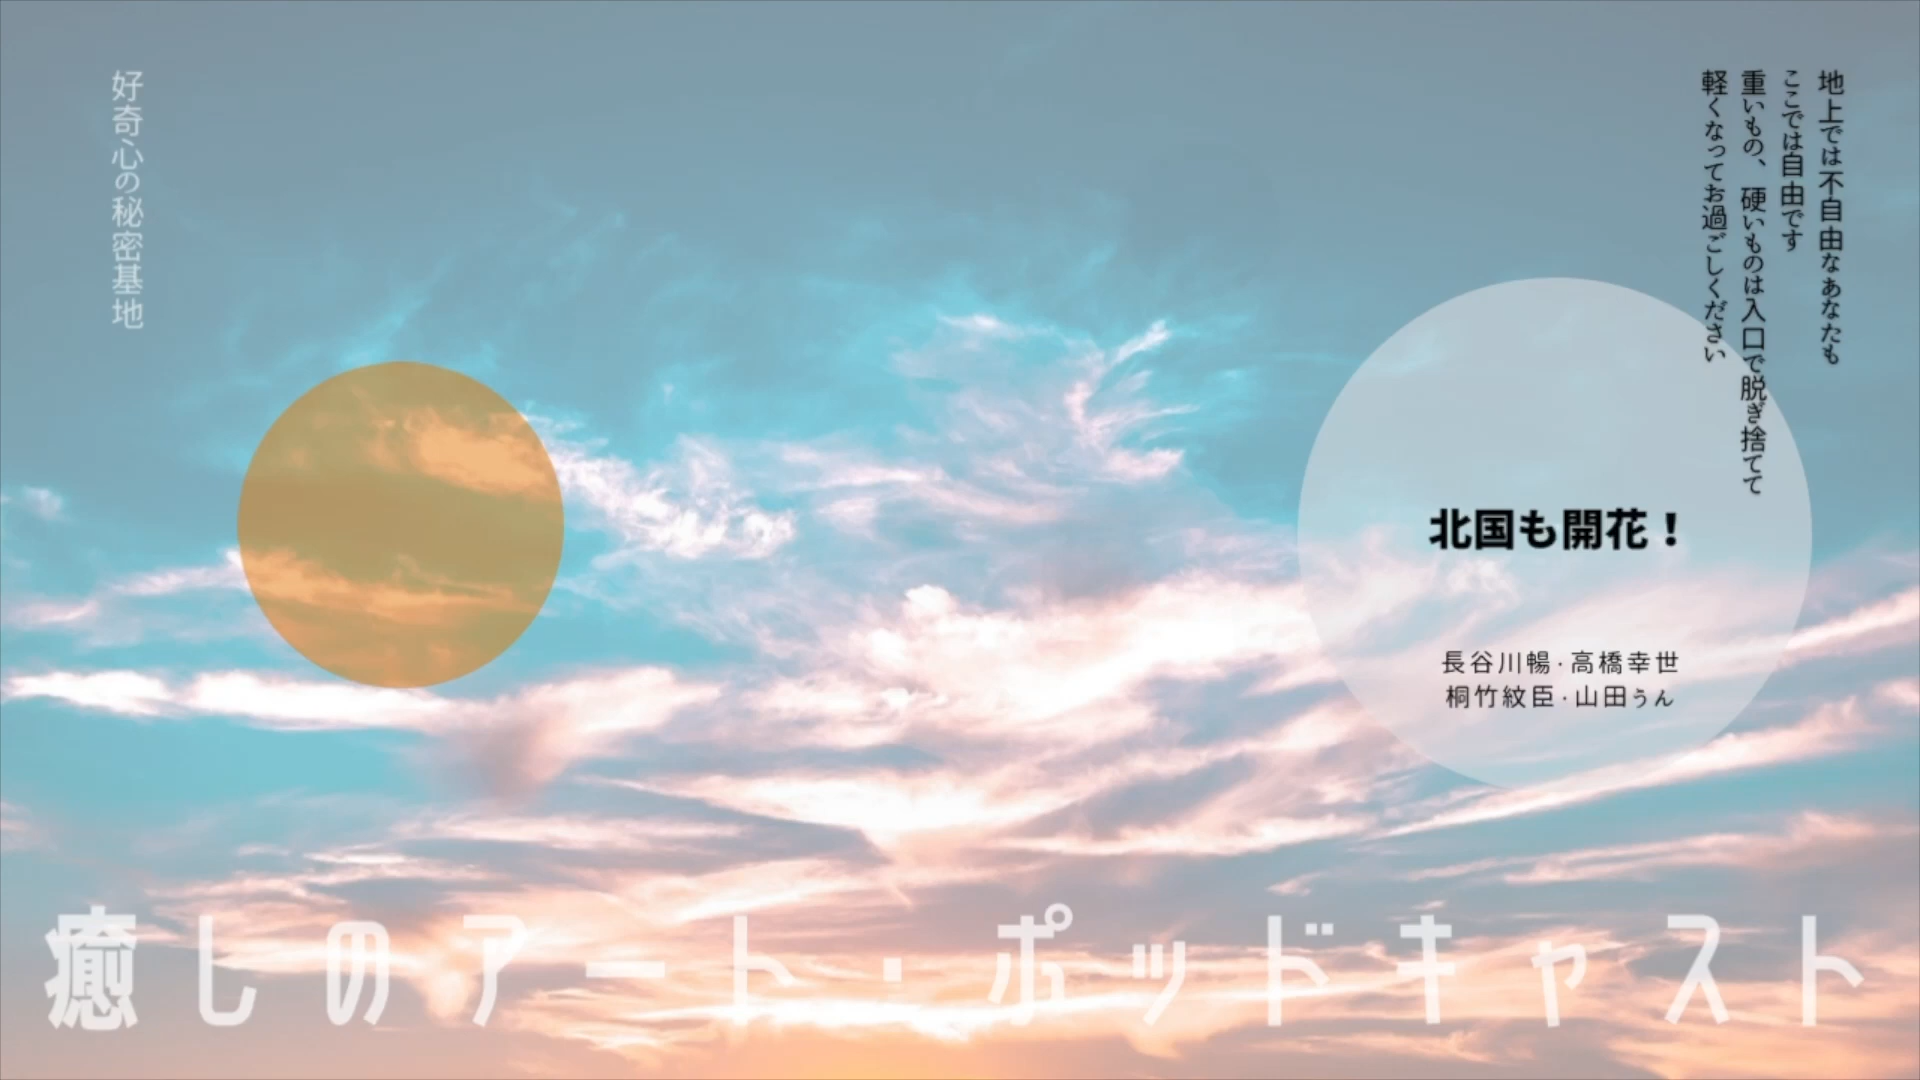 地上では不自由なあなたも
ここでは自由です
重いもの、硬いものは入口で脱ぎ捨てて
軽くなってお過ごしください
好奇心の秘密基地
北国も開花！
長谷川暢・高橋幸世
桐竹紋臣・山田うん
癒しのアート・ポッドキャスト